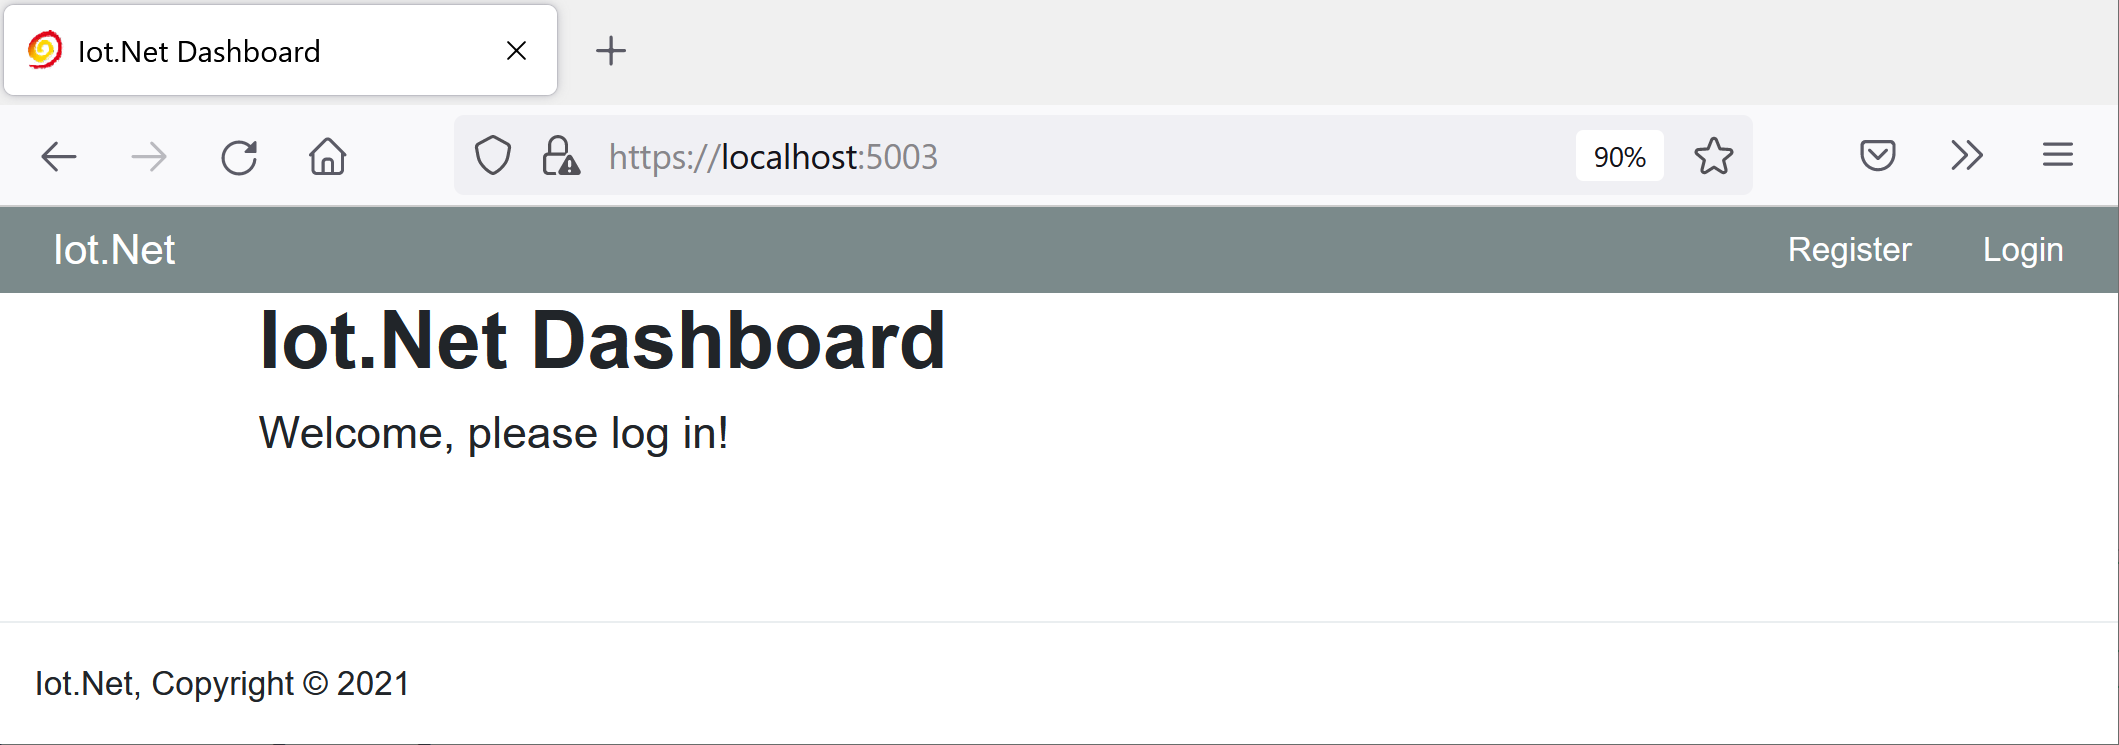 Iot.Net Dashboard
https://localhost:5003
90%
Iot.Net
Register
Login
Iot.Net Dashboard
Welcome, please log in!
Iot.Net, Copyright © 2021